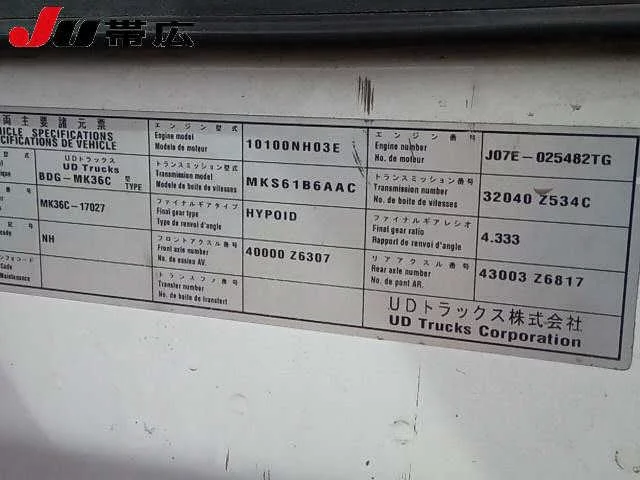 JU帯広
両主要諸元票
VEHICLE SPECIFICATIONS
SPECIFICATIONS DE VEHICLE
UDトラックス
UD Trucks
BDG-MK36C 型
TYPE
MK36C-17027
NH
Maintenance
エンジン型式
Engine model
Modele de moteur
10100NH03E
エンジン番号
Engine number
No. de moteur
J07E-025482TG
トランスミッション型式
Transmission model
Modele de boite de vitesses
MKS61B6AAC
トランスミッション番号
Transmission number
No. de boite de vitesses
32040 Z534C
ファイナルギアタイプ
Final gear type
Type de renvoi d'angle
HYPOID
ファイナルギアレシオ
Final gear ratio
Rapport de renvoi d'angle
4.333
フロントアクスル番号
Front axle number
No. de essieu AV.
40000 Z6307
リアアクスル番号
Rear axle number
No. de pont AR.
43003 Z6817
トランスファ番号
Transfer number
No. de boite de transfert
UDトラックス株式会社
UD Trucks Corporation